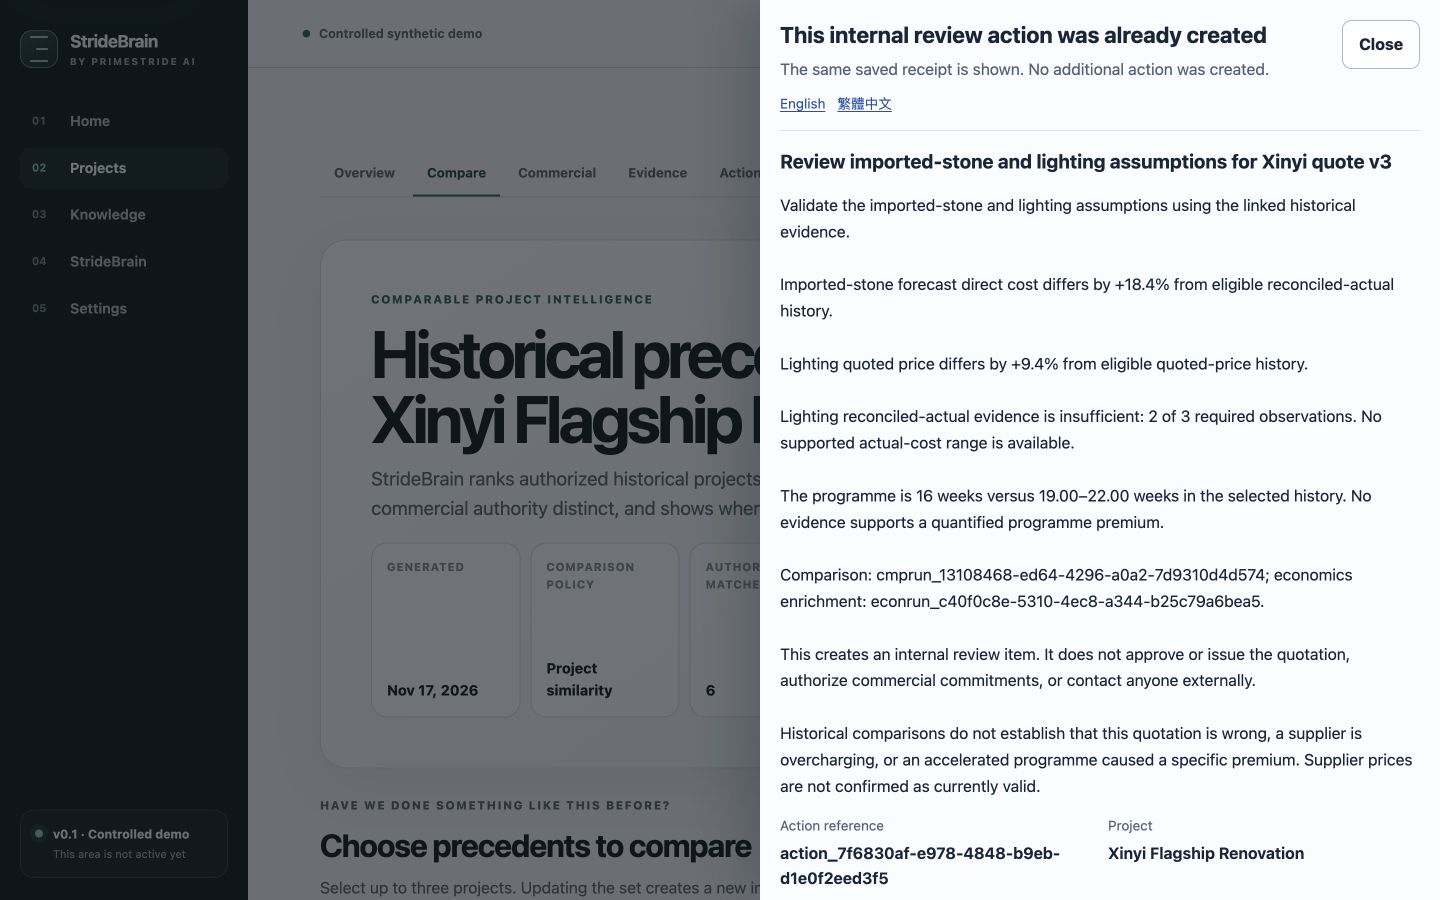 StrideBrain
BY PRIMESTRIDE AI
01 Home
02 Projects
03 Knowledge
04 StrideBrain
05 Settings
v0.1 · Controlled demo
This area is not active yet
Controlled synthetic demo
Overview Compare Commercial Evidence Action
COMPARABLE PROJECT INTELLIGENCE
Historical prece
Xinyi Flagship
StrideBrain ranks authorized historical projects
commercial authority distinct, and shows wher
GENERATED
Nov 17, 2026
COMPARISON
POLICY
Project
similarity
AUTHOR
MATCHE
6
HAVE WE DONE SOMETHING LIKE THIS BEFORE?
Choose precedents to compare
Select up to three projects. Updating the set creates a new i
This internal review action was already created
Close
The same saved receipt is shown. No additional action was created.
English 繁體中文
Review imported-stone and lighting assumptions for Xinyi quote v3
Validate the imported-stone and lighting assumptions using the linked historical
evidence.
Imported-stone forecast direct cost differs by +18.4% from eligible reconciled-actual
history.
Lighting quoted price differs by +9.4% from eligible quoted-price history.
Lighting reconciled-actual evidence is insufficient: 2 of 3 required observations. No
supported actual-cost range is available.
The programme is 16 weeks versus 19.00–22.00 weeks in the selected history. No
evidence supports a quantified programme premium.
Comparison: cmprun_13108468-ed64-4296-a0a2-7d9310d4d574; economics
enrichment: econrun_c40f0c8e-5310-4ec8-a344-b25c79a6bea5.
This creates an internal review item. It does not approve or issue the quotation,
authorize commercial commitments, or contact anyone externally.
Historical comparisons do not establish that this quotation is wrong, a supplier is
overcharging, or an accelerated programme caused a specific premium. Supplier prices
are not confirmed as currently valid.
Action reference
action_7f6830af-e978-4848-b9eb-
d1e0f2eed3f5
Project
Xinyi Flagship Renovation